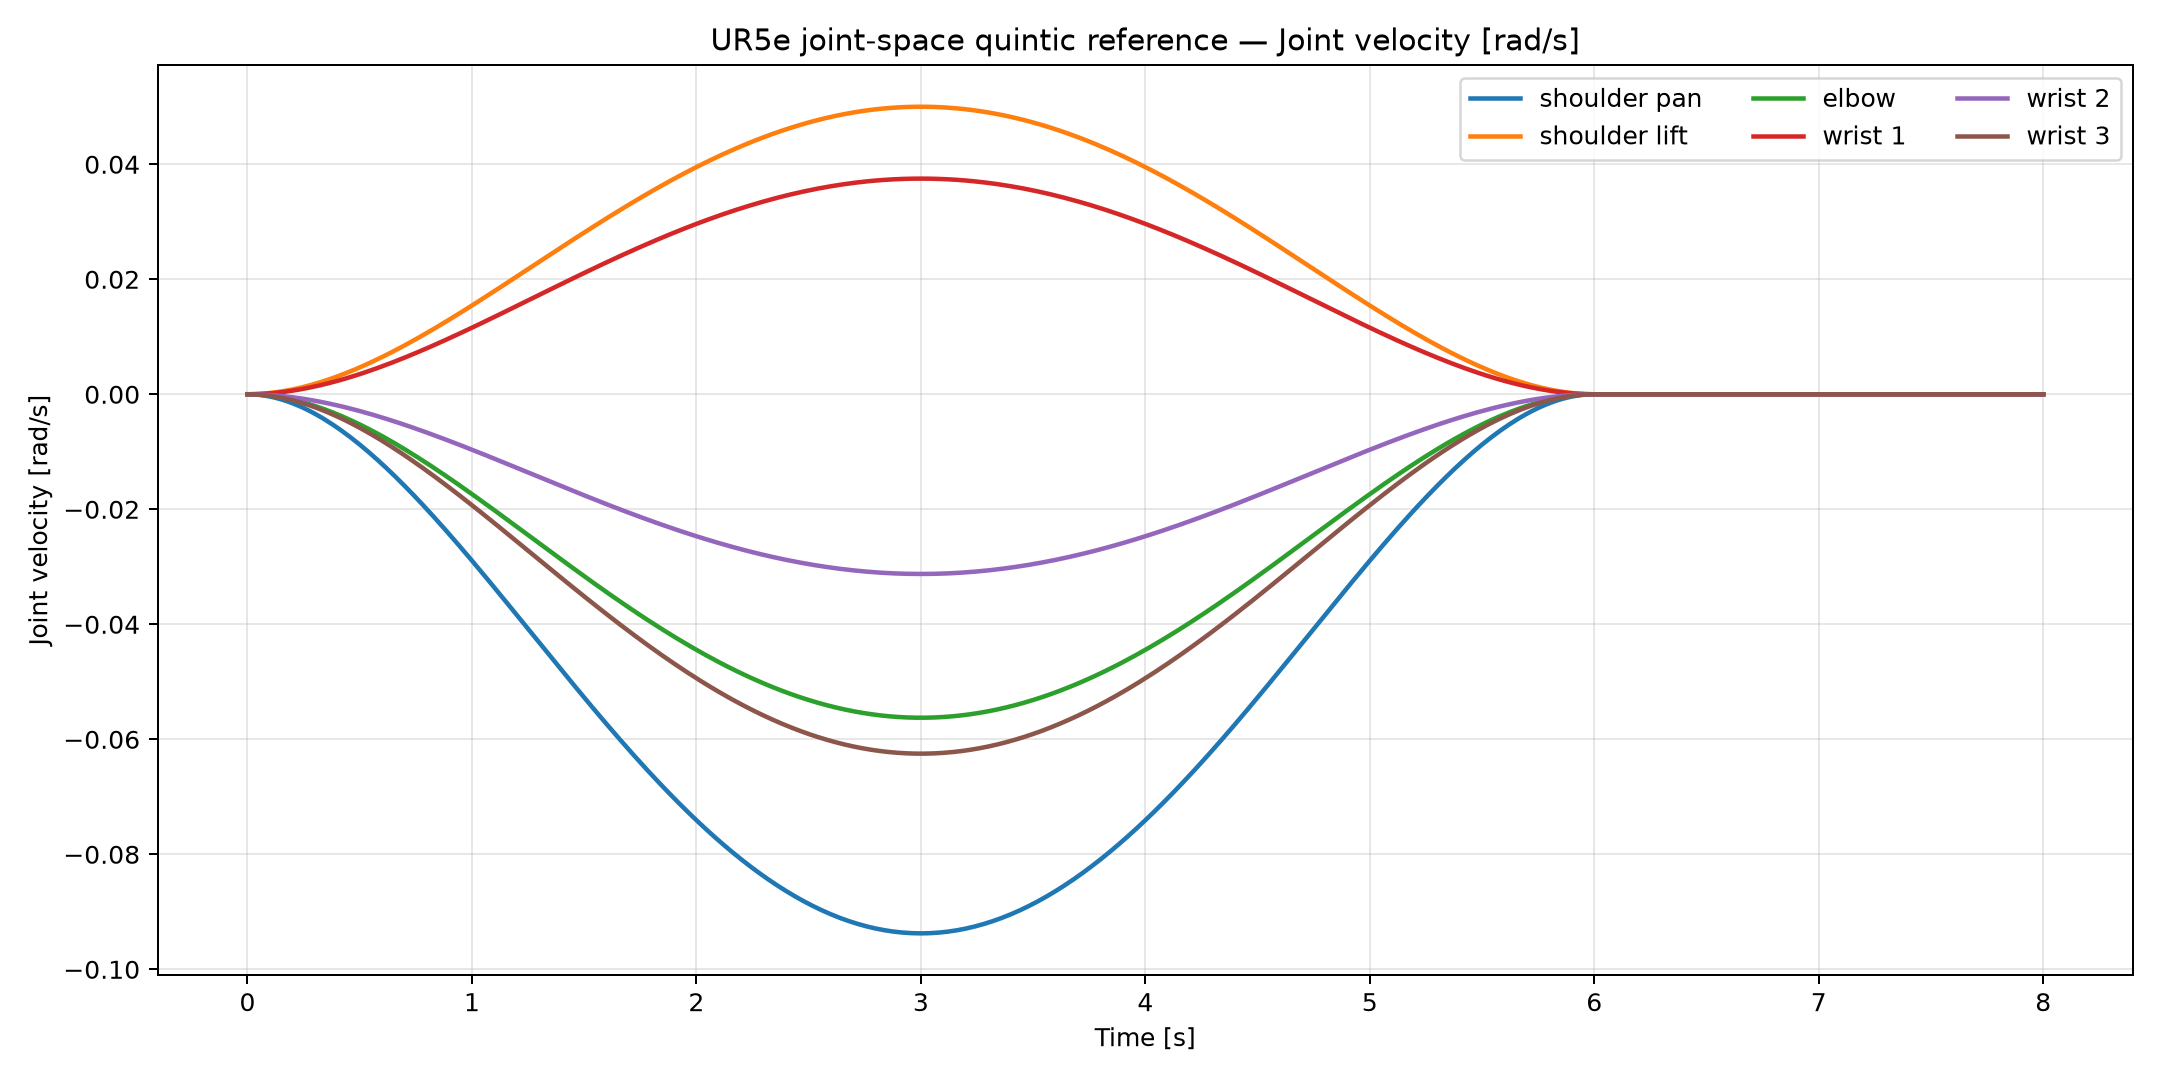 UR5e joint-space quintic reference — Joint velocity [rad/s]
shoulder pan
shoulder lift
elbow
wrist 1
wrist 2
wrist 3
Joint velocity [rad/s]
0.04
0.02
0.00
−0.02
−0.04
−0.06
−0.08
−0.10
0 1 2 3 4 5 6 7 8
Time [s]